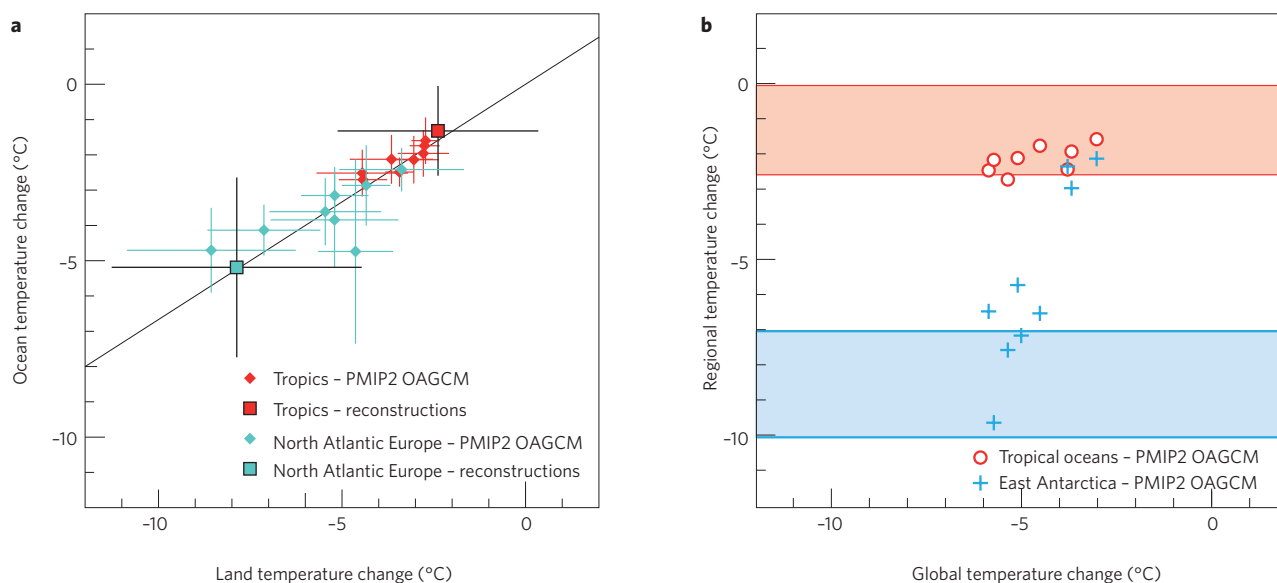 a
Ocean temperature change (°C)
0
-5
-10
Tropics – PMIP2 OAGCM
Tropics – reconstructions
North Atlantic Europe – PMIP2 OAGCM
North Atlantic Europe – reconstructions
-10
-5
0
Land temperature change (°C)
b
Regional temperature change (°C)
0
-5
-10
Tropical oceans – PMIP2 OAGCM
East Antarctica – PMIP2 OAGCM
-10
-5
0
Global temperature change (°C)